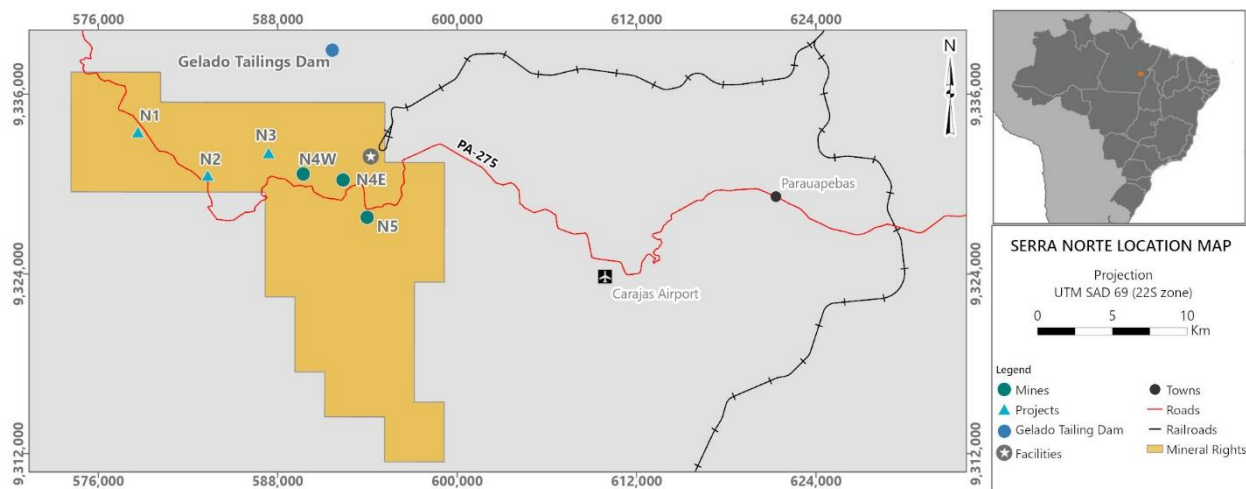 576,000
588,000
600,000
612,000
624,000
Gelado Tailings Dam
N
9,336,000
9,336,000
N1
N2
N3
N4W
N4E
N5
PA-275
Parauapebas
9,324,000
9,324,000
Carajas Airport
9,312,000
9,312,000
576,000
588,000
600,000
612,000
624,000
SERRA NORTE LOCATION MAP
Projection
UTM SAD 69 (22S zone)
0 5 10
Km
Legend
Mines
Projects
Gelado Tailing Dam
Facilities
Towns
Roads
Railroads
Mineral Rights